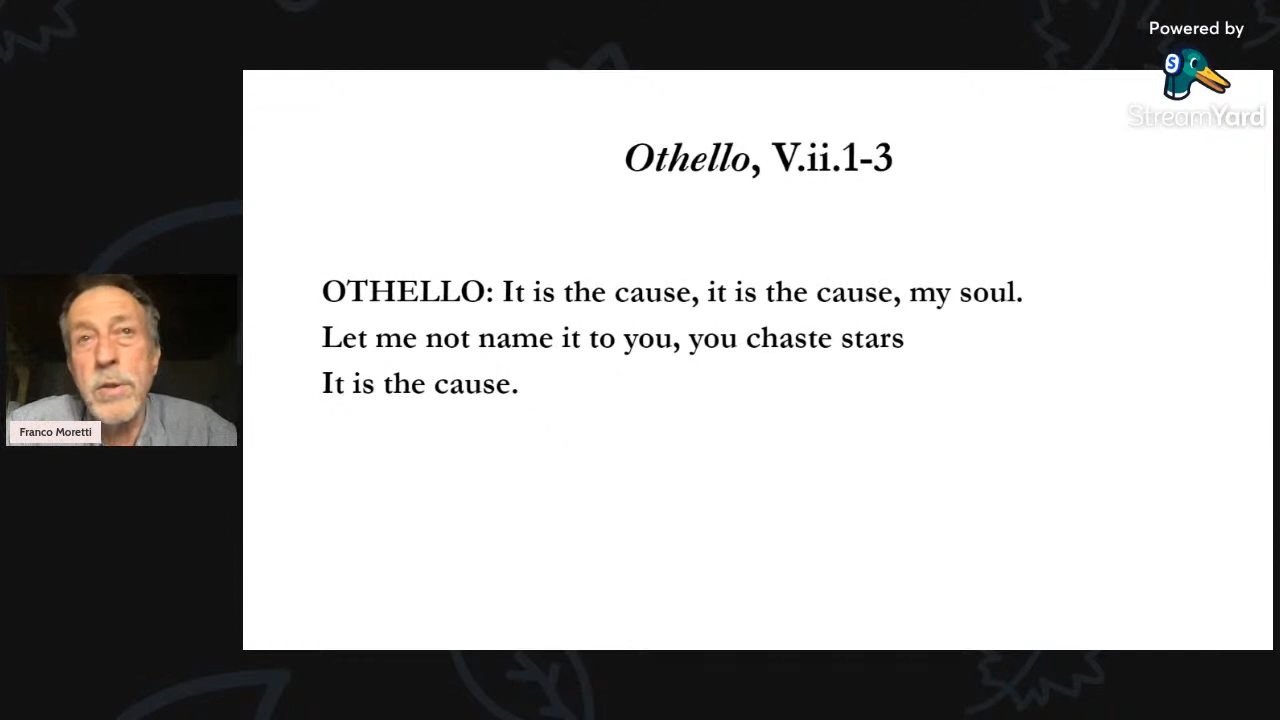 Powered by
S
StreamYard
Othello, V.ii.1-3
OTHELLO: It is the cause, it is the cause, my soul.
Let me not name it to you, you chaste stars
It is the cause.
Franco Moretti